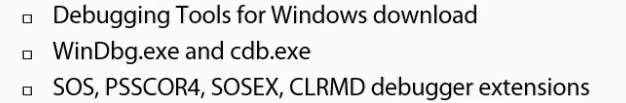 ▫ Debugging Tools for Windows download
▫ WinDbg.exe and cdb.exe
▫ SOS, PSSCOR4, SOSEX, CLRMD debugger extensions